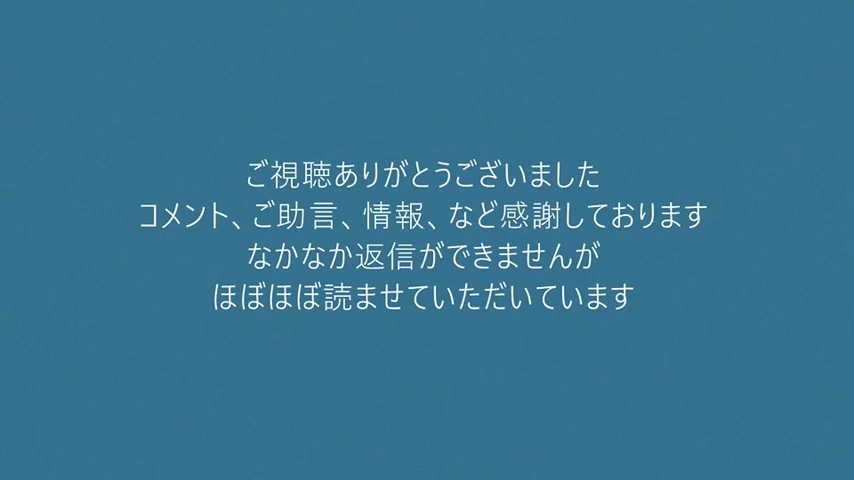 ご視聴ありがとうございました
コメント、ご助言、情報、など感謝しております
なかなか返信ができませんが
ほぼほぼ読ませていただいています